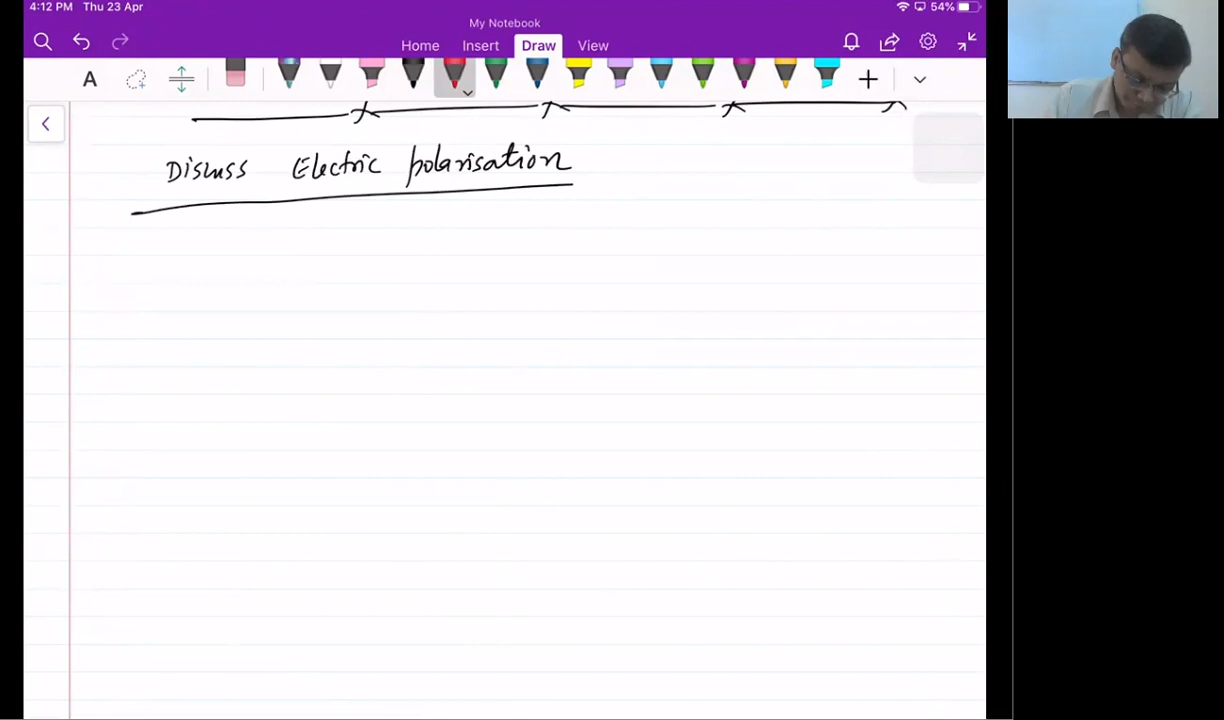 4:12 PM Thu 23 Apr
54%
My Notebook
Home Insert Draw View
A
Discuss Electric polarisation